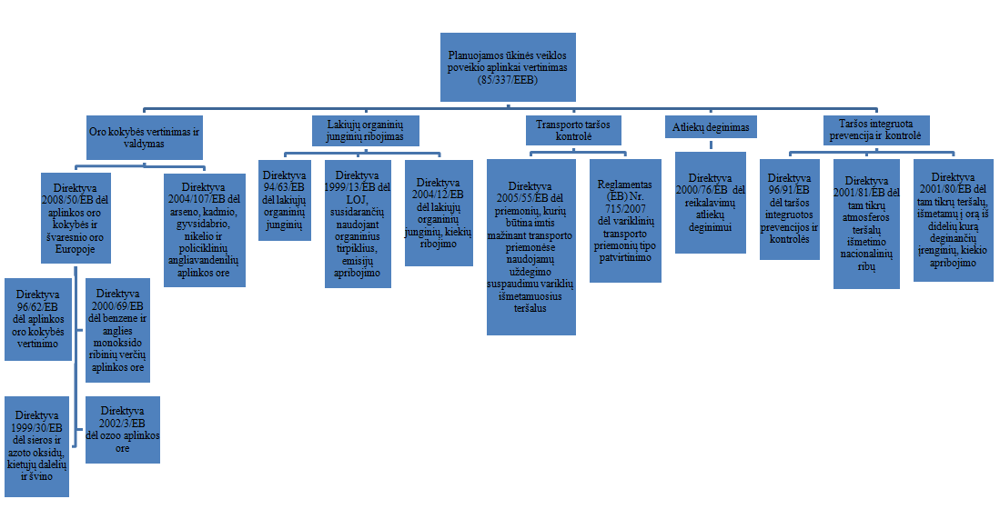 Planuojamos ūkinės veiklos
poveikio aplinkai vertinimas
(85/337/EEB)
Oro kokybės vertinimas ir
valdymas
Lakiųjų organinių
junginių ribojimas
Transporto taršos
kontrolė
Atliekų deginimas
Taršos integruota
prevencija ir kontrolė
Direktyva
2008/50/EB dėl
aplinkos oro
kokybės ir
švaresnio oro
Europoje
Direktyva
2004/107/EB dėl
arseno, kadmio,
gyvsidabrio,
nikelio ir
policiklinių
angliavandenilių
aplinkos ore
Direktyva
94/63/EB
dėl lakiųjų
organinių
junginių
Direktyva
1999/13/EB dėl
LOJ,
susidarančių
naudojant
organinius
tirpiklius,
emisijų
apribojimo
Direktyva
2004/12/EB
dėl lakiųjų
organinių
junginių, kiekių
ribojimo
Direktyva
2005/55/EB dėl
priemonių, kurių
būtina imtis
mažinant transporto
priemonėse
naudojamų
uždegimo
suspaudimu variklių
išmetamuosius
teršalus
Reglamentas
(EB) Nr.
715/2007
dėl variklinių
transporto
priemonių tipo
patvirtinimo
Direktyva
2000/76/EB dėl
reikalavimų
atliekų
deginimui
Direktyva
96/91/EB
dėl taršos
integruotos
prevencijos ir
kontrolės
Direktyva
2001/81/EB dėl
tam tikrų
atmosferos
teršalų
išmetimo
nacionalinių
ribų
Direktyva
2001/80/EB dėl
tam tikrų teršalų,
išmetamų į orą iš
didelių kurą
deginančių
įrenginių, kiekio
apribojimo
Direktyva
96/62/EB
dėl aplinkos
oro kokybės
vertinimo
Direktyva
2000/69/EB
dėl benzene ir
anglies
monoksido
ribinių verčių
aplinkos ore
Direktyva
1999/30/EB
dėl sieros ir
azoto oksidų,
kietųjų dalelių
ir švino
Direktyva
2002/3/EB
dėl ozoo aplinkos
ore